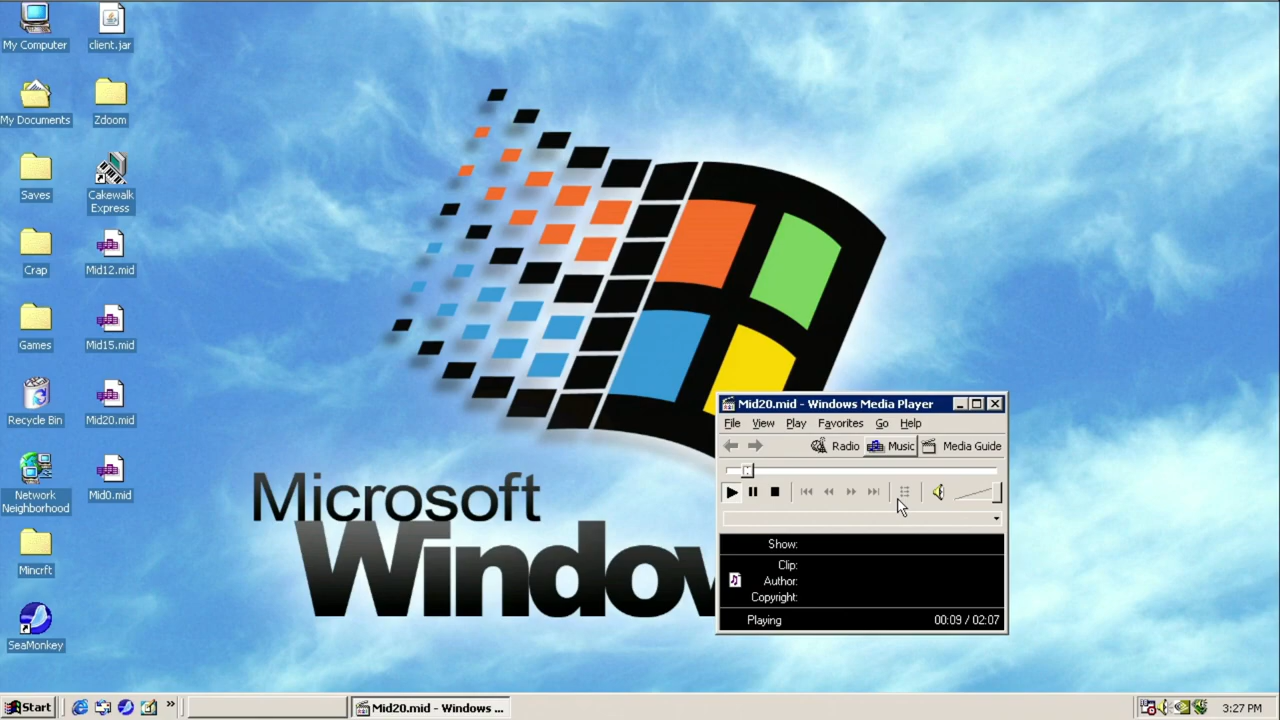 My Computer
client.jar
My Documents
Zdoom
Saves
Cakewalk
Express
Crap
Mid12.mid
Games
Mid15.mid
Recycle Bin
Mid20.mid
Network
Neighborhood
Mid0.mid
Mincrft
SeaMonkey
Microsoft
Window
Mid20.mid - Windows Media Player
File View Play Favorites Go Help
Radio Music Media Guide
Show:
Clip:
Author:
Copyright:
Playing 00:09 / 02:07
Start » Mid20.mid - Windows ... 3:27 PM